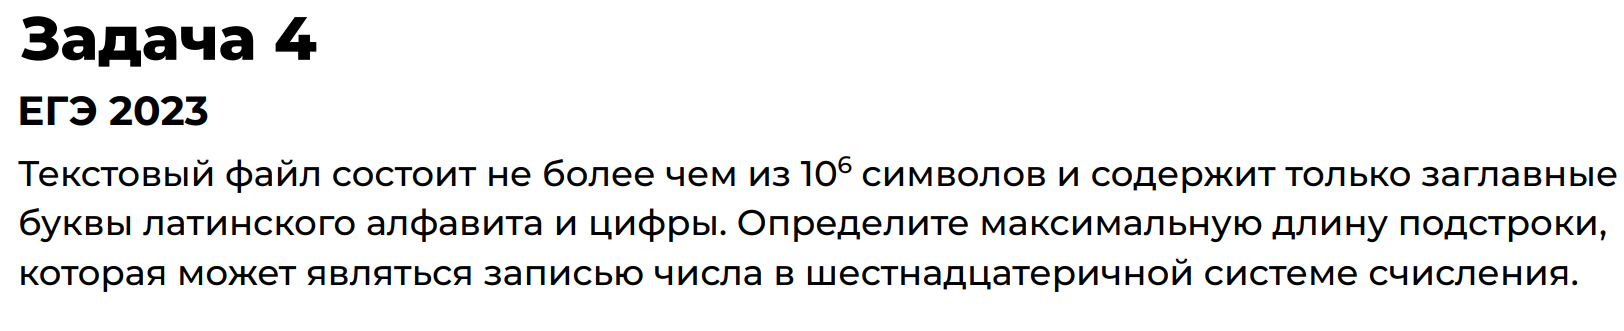 Задача 4
ЕГЭ 2023
Текстовый файл состоит не более чем из 10⁶ символов и содержит только заглавные
буквы латинского алфавита и цифры. Определите максимальную длину подстроки,
которая может являться записью числа в шестнадцатеричной системе счисления.